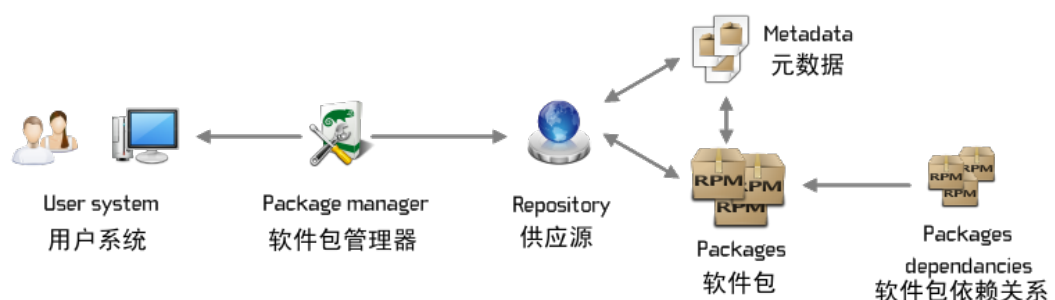 Metadata
元数据
RPM
RPM
RPM
RPM
RPM
RPM
User system
用户系统
Package manager
软件包管理器
Repository
供应源
Packages
软件包
Packages
dependancies
软件包依赖关系